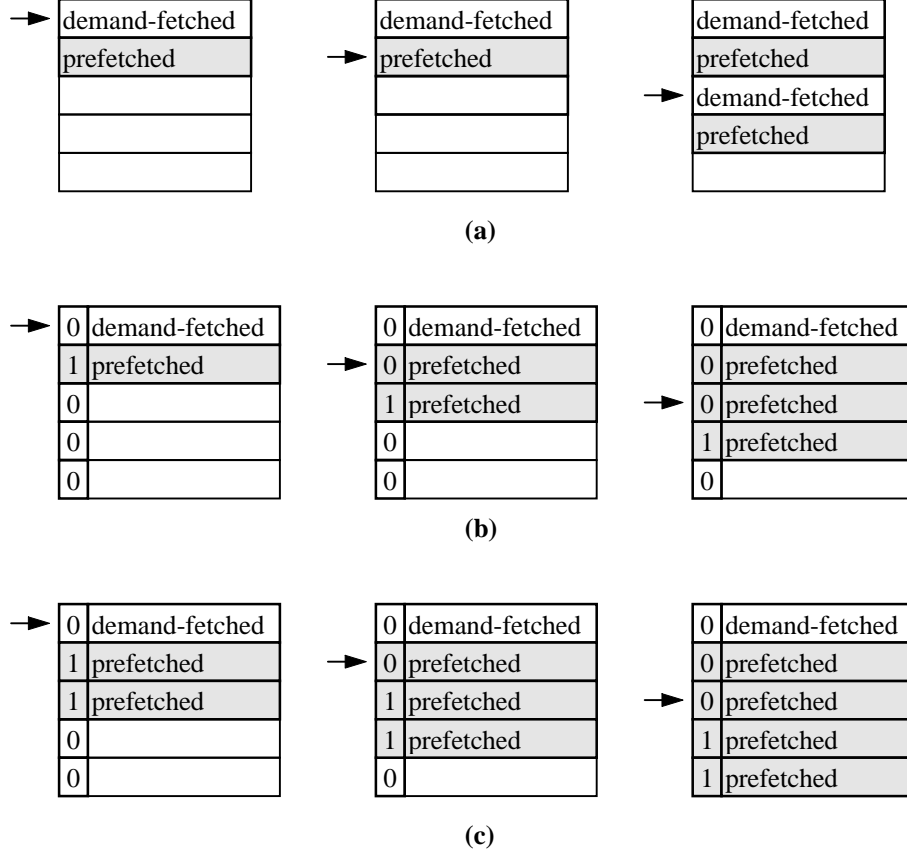 demand-fetched demand-fetched demand-fetched
prefetched prefetched prefetched
demand-fetched
prefetched
(a)
0 demand-fetched 0 demand-fetched 0 demand-fetched
1 prefetched 0 prefetched 0 prefetched
0 1 prefetched 0 prefetched
0 0 1 prefetched
0 0 0
(b)
0 demand-fetched 0 demand-fetched 0 demand-fetched
1 prefetched 0 prefetched 0 prefetched
1 prefetched 1 prefetched 0 prefetched
0 1 prefetched 1 prefetched
0 0 1 prefetched
(c)